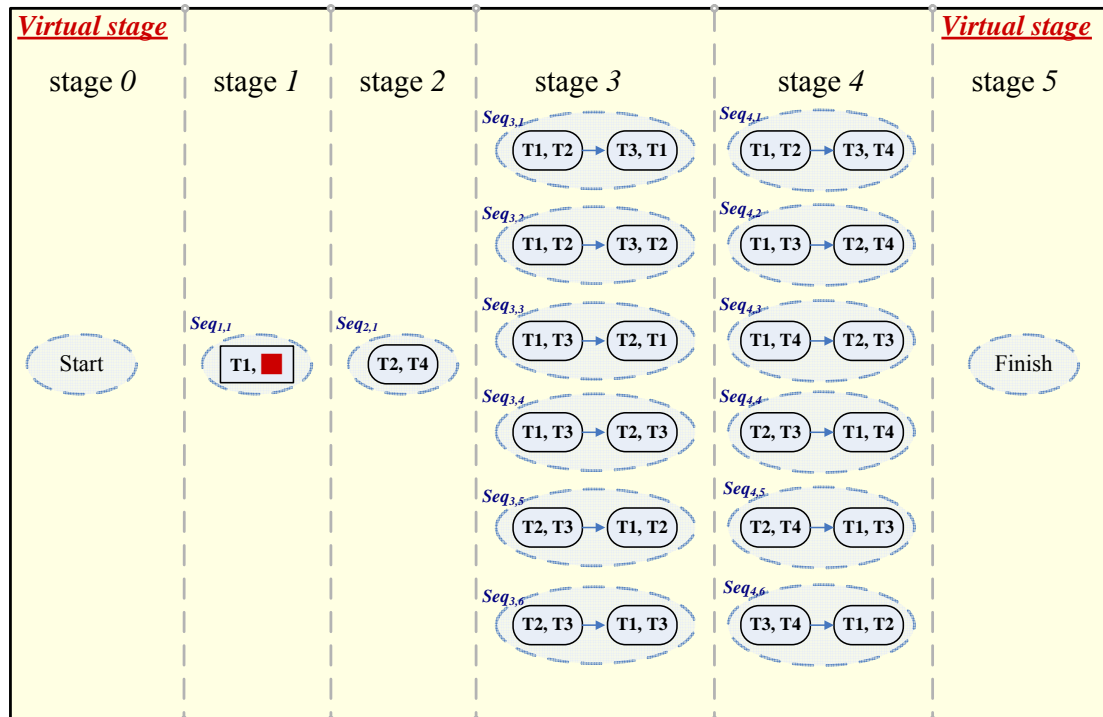 Virtual stage Virtual stage
stage 0 stage 1 stage 2 stage 3 stage 4 stage 5
Seq3,1 Seq4,1
T1, T2 T3, T1 T1, T2 T3, T4
Seq3,2 Seq4,2
T1, T2 T3, T2 T1, T3 T2, T4
Seq1,1 Seq2,1 Seq3,3 Seq4,3
T1, T3 T2, T1 T1, T4 T2, T3
Start T1, T2, T4 Finish
Seq3,4 Seq4,4
T1, T3 T2, T3 T2, T3 T1, T4
Seq3,5 Seq4,5
T2, T3 T1, T2 T2, T4 T1, T3
Seq3,6 Seq4,6
T2, T3 T1, T3 T3, T4 T1, T2